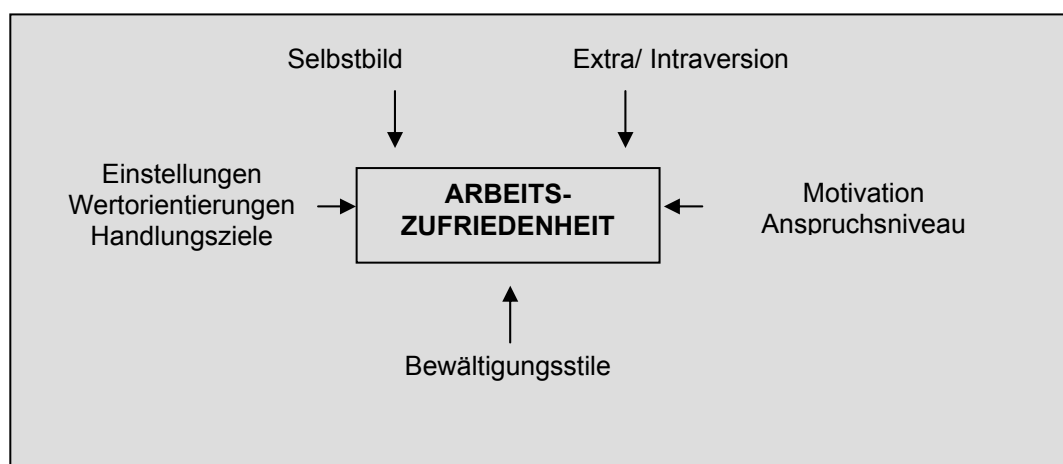 Selbstbild
Extra/ Intraversion
Einstellungen
Wertorientierungen
Handlungsziele
ARBEITS-
ZUFRIEDENHEIT
Motivation
Anspruchsniveau
Bewältigungsstile